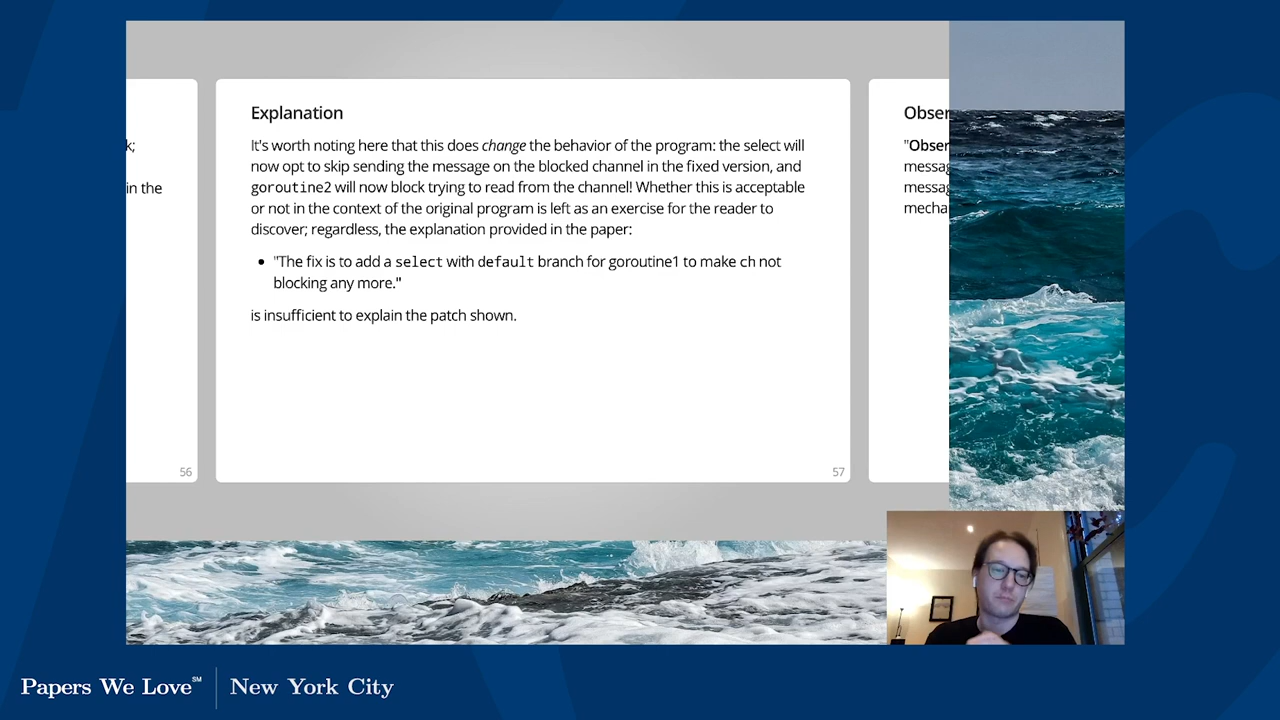 k;
in the
56
Explanation
It's worth noting here that this does change the behavior of the program: the select will
now opt to skip sending the message on the blocked channel in the fixed version, and
goroutine2 will now block trying to read from the channel! Whether this is acceptable
or not in the context of the original program is left as an exercise for the reader to
discover; regardless, the explanation provided in the paper:
• "The fix is to add a select with default branch for goroutine1 to make ch not
blocking any more."
is insufficient to explain the patch shown.
57
Obser
"Obser
messag
messag
mecha
Papers We Love℠ | New York City